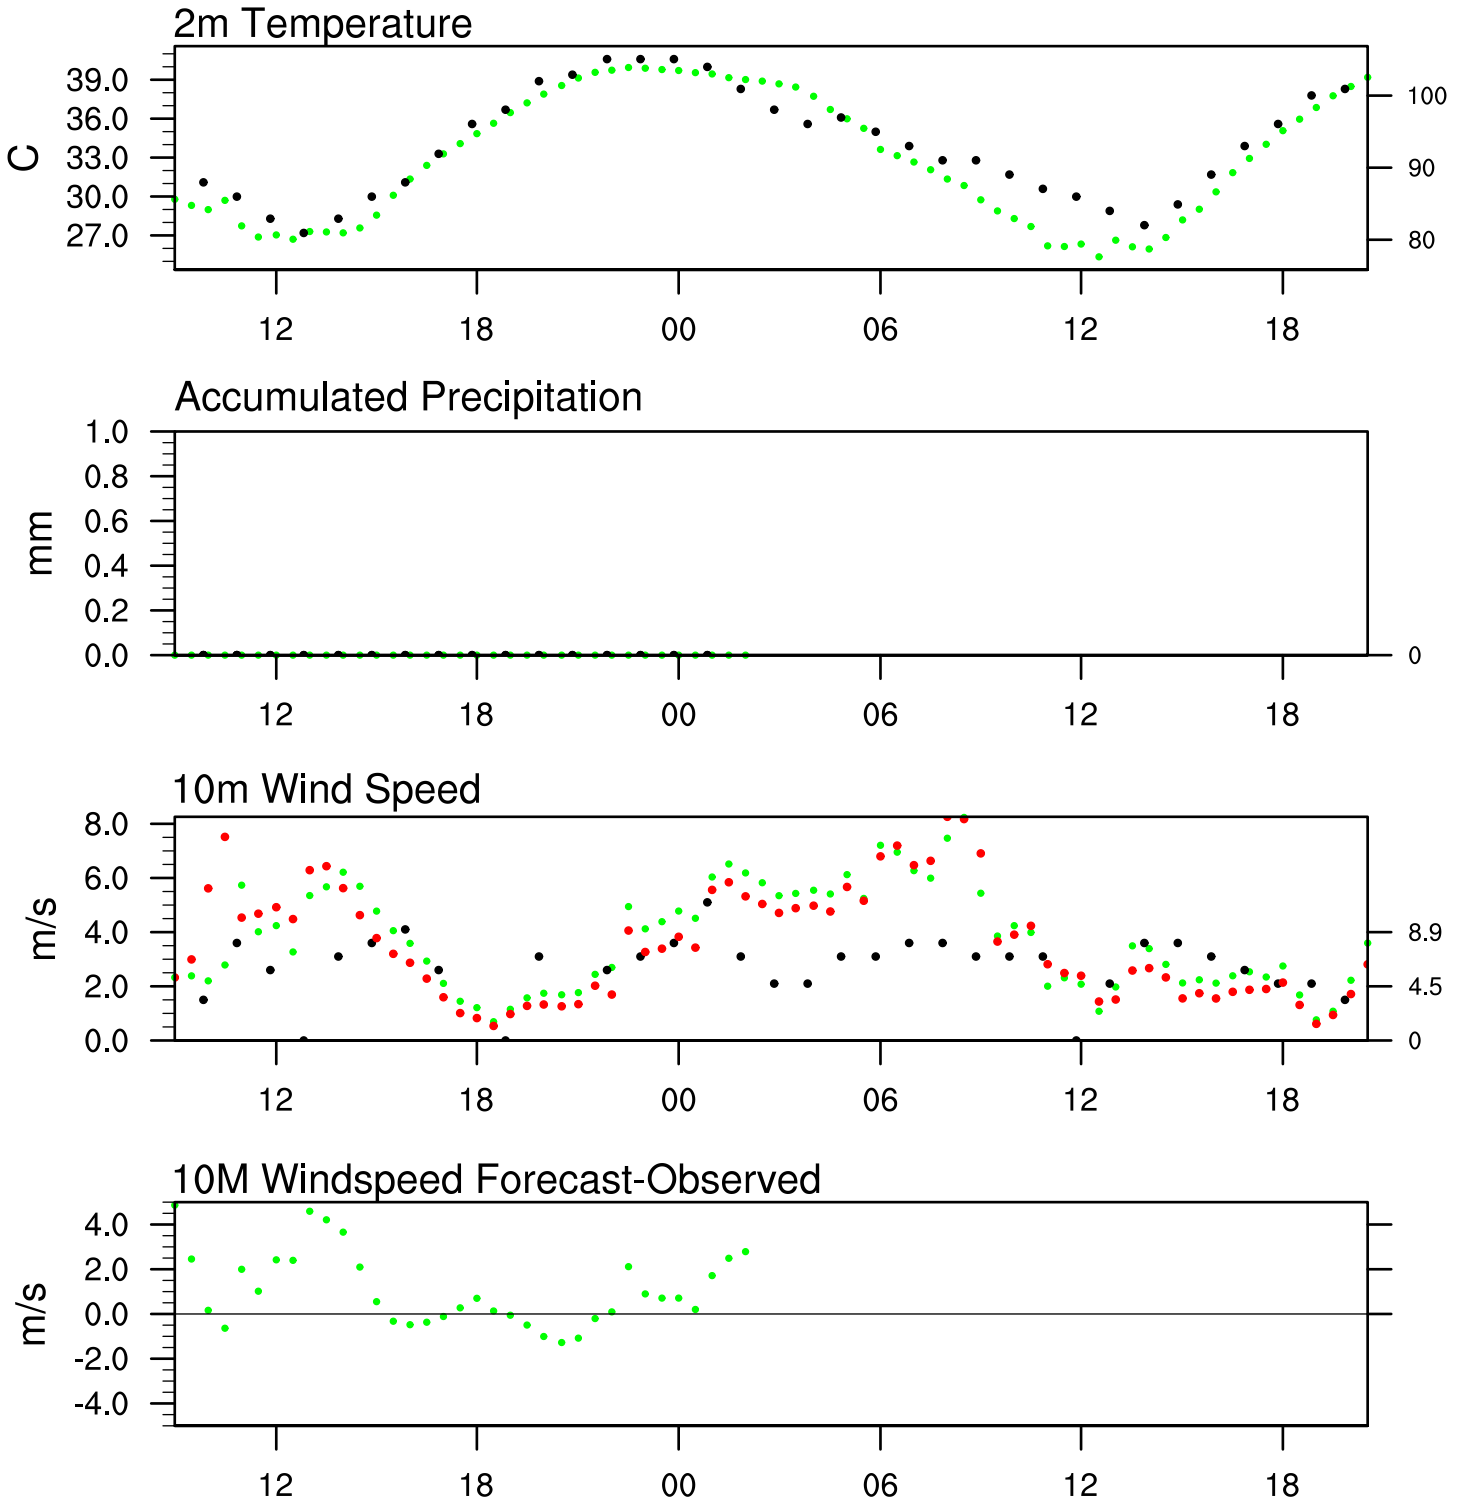 2m Temperature
39.0
36.0
33.0
30.0
27.0
C
100
90
80
12 18 00 06 12 18
Accumulated Precipitation
1.0
0.8
0.6
0.4
0.2
0.0
mm
0
12 18 00 06 12 18
10m Wind Speed
8.0
6.0
4.0
2.0
0.0
m/s
8.9
4.5
0
12 18 00 06 12 18
10M Windspeed Forecast-Observed
4.0
2.0
0.0
-2.0
-4.0
m/s
12 18 00 06 12 18